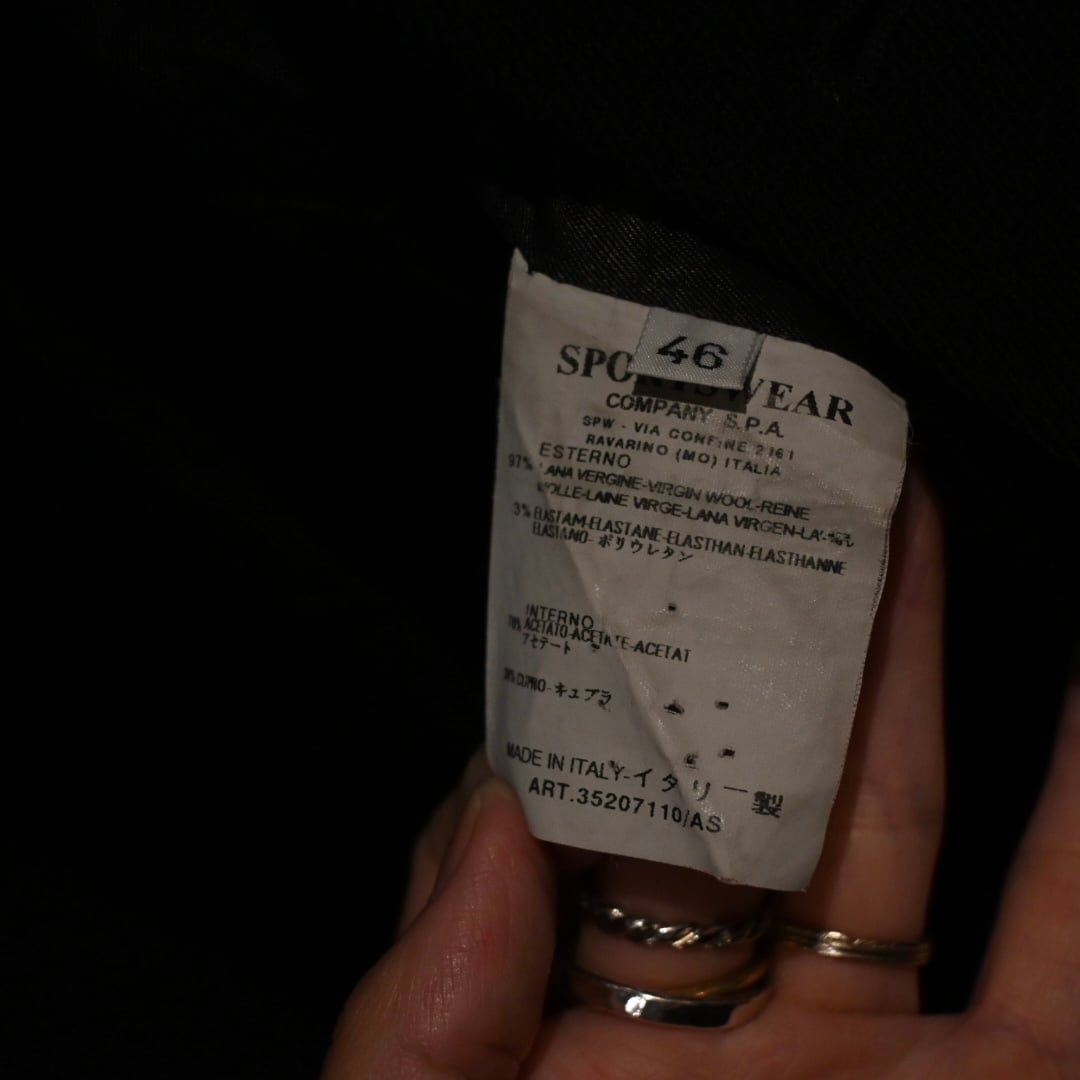 46
SPORTSWEAR
COMPANY S.P.A.
SPW - VIA CONFINE 2161
RAVARINO (MO) ITALIA
ESTERNO
97% LANA VERGINE-VIRGIN WOOL-REINE
WOLLE-LAINE VIRGE-LANA VIRGEN-LA
3% ELASTAM-ELASTANE-ELASTHAN-ELASTHANNE
ELASTANO-ポリウレタン
INTERNO
70% ACETATO-ACETATE-ACETAT
アセテート
CUPRO-キュプラ
MADE IN ITALY-イタリー製
ART.35207110/AS